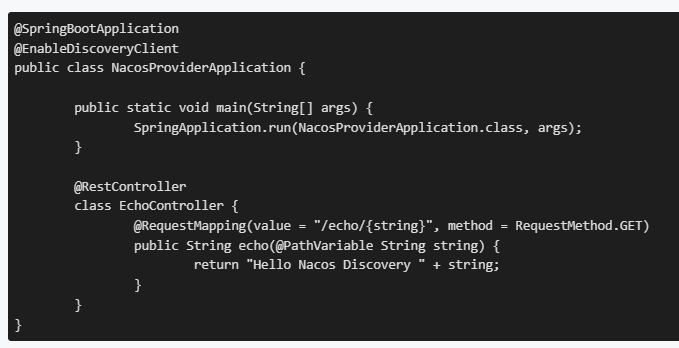 @SpringBootApplication
@EnableDiscoveryClient
public class NacosProviderApplication {
public static void main(String[] args) {
SpringApplication.run(NacosProviderApplication.class, args);
}
@RestController
class EchoController {
@RequestMapping(value = "/echo/{string}", method = RequestMethod.GET)
public String echo(@PathVariable String string) {
return "Hello Nacos Discovery " + string;
}
}
}